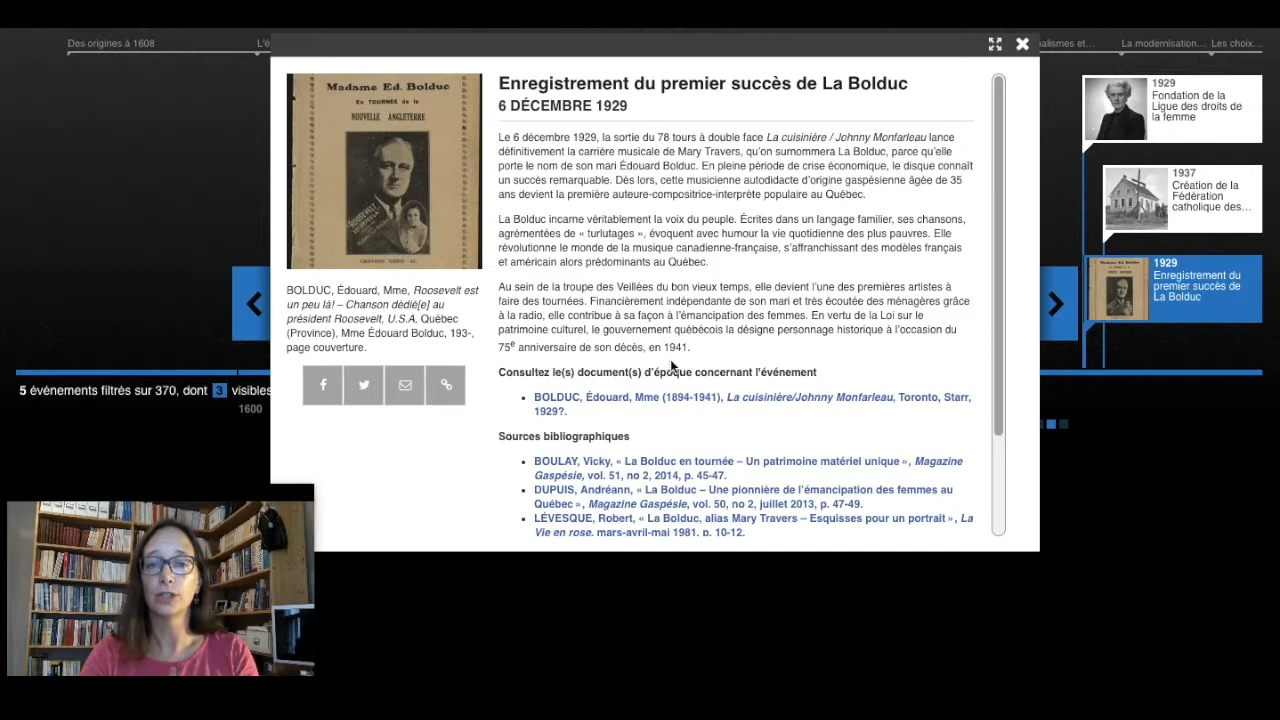 Des origines à 1608
L'é
alismes et…
La modernisation…
Les choix…
Madame Ed. Bolduc
En TOURNÉE de la
NOUVELLE ANGLETERRE
BOLDUC, Édouard, Mme, Roosevelt est
un peu là! – Chanson dédié[e] au
président Roosevelt, U.S.A, Québec
(Province), Mme Édouard Bolduc, 193-,
page couverture.
Enregistrement du premier succès de La Bolduc
6 DÉCEMBRE 1929
Le 6 décembre 1929, la sortie du 78 tours à double face La cuisinière / Johnny Monfarleau lance
définitivement la carrière musicale de Mary Travers, qu'on surnommera La Bolduc, parce qu'elle
porte le nom de son mari Édouard Bolduc. En pleine période de crise économique, le disque connaît
un succès remarquable. Dès lors, cette musicienne autodidacte d'origine gaspésienne âgée de 35
ans devient la première auteure-compositrice-interprète populaire au Québec.
La Bolduc incarne véritablement la voix du peuple. Écrites dans un langage familier, ses chansons,
agrémentées de « turlutages », évoquent avec humour la vie quotidienne des plus pauvres. Elle
révolutionne le monde de la musique canadienne-française, s'affranchissant des modèles français
et américain alors prédominants au Québec.
Au sein de la troupe des Veillées du bon vieux temps, elle devient l'une des premières artistes à
faire des tournées. Financièrement indépendante de son mari et très écoutée des ménagères grâce
à la radio, elle contribue à sa façon à l'émancipation des femmes. En vertu de la Loi sur le
patrimoine culturel, le gouvernement québécois la désigne personnage historique à l'occasion du
75e anniversaire de son décès, en 1941.
Consultez le(s) document(s) d'époque concernant l'événement
BOLDUC, Édouard, Mme (1894-1941), La cuisinière/Johnny Monfarleau, Toronto, Starr,
1929?.
Sources bibliographiques
BOULAY, Vicky, « La Bolduc en tournée – Un patrimoine matériel unique », Magazine
Gaspésie, vol. 51, no 2, 2014, p. 45-47.
DUPUIS, Andréann, « La Bolduc – Une pionnière de l'émancipation des femmes au
Québec », Magazine Gaspésie, vol. 50, no 2, juillet 2013, p. 47-49.
LÉVESQUE, Robert, « La Bolduc, alias Mary Travers – Esquisses pour un portrait », La
Vie en rose, mars-avril-mai 1981, p. 10-12.
1929
Fondation de la
Ligue des droits de
la femme
1937
Création de la
Fédération
catholique des…
1929
Enregistrement du
premier succès de
La Bolduc
5 événements filtrés sur 370, dont 3 visibles
1600